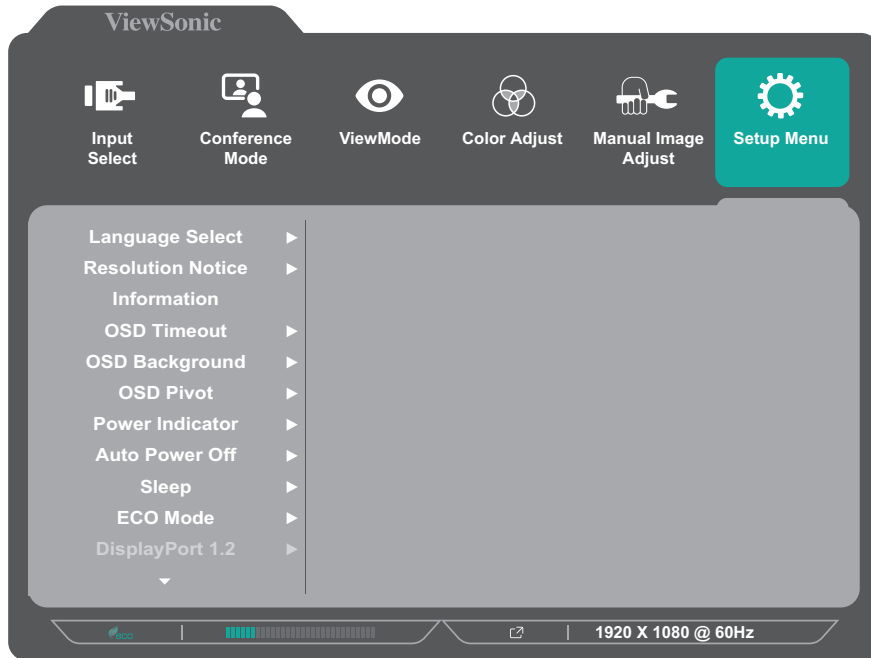 ViewSonic
Input
Select
Conference
Mode
ViewMode
Color Adjust
Manual Image
Adjust
Setup Menu
Language Select
Resolution Notice
Information
OSD Timeout
OSD Background
OSD Pivot
Power Indicator
Auto Power Off
Sleep
ECO Mode
DisplayPort 1.2
eco
1920 X 1080 @ 60Hz